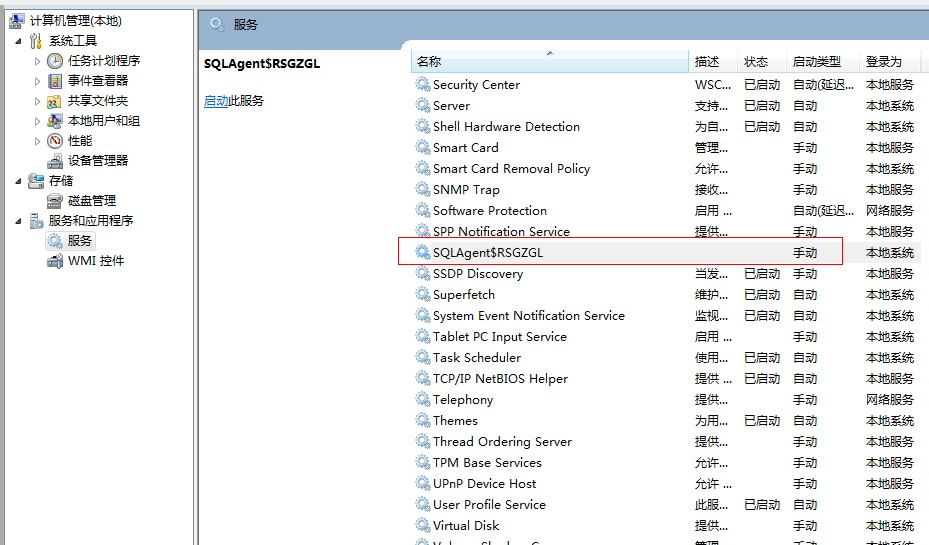 计算机管理(本地)
系统工具
任务计划程序
事件查看器
共享文件夹
本地用户和组
性能
设备管理器
存储
磁盘管理
服务和应用程序
服务
WMI 控件
服务
SQLAgent$RSGZGL
启动此服务
名称 描述 状态 启动类型 登录为
Security Center WSC... 已启动 自动(延迟... 本地服务
Server 支持... 已启动 自动 本地系统
Shell Hardware Detection 为自... 已启动 自动 本地系统
Smart Card 管理... 手动 本地服务
Smart Card Removal Policy 允许... 手动 本地系统
SNMP Trap 接收... 手动 本地服务
Software Protection 启用 ... 自动(延迟... 网络服务
SPP Notification Service 提供... 手动 本地服务
SQLAgent$RSGZGL 手动 本地系统
SSDP Discovery 当发... 已启动 手动 本地服务
Superfetch 维护... 已启动 自动 本地系统
System Event Notification Service 监视... 已启动 自动 本地系统
Tablet PC Input Service 启用 ... 手动 本地系统
Task Scheduler 使用... 已启动 自动 本地系统
TCP/IP NetBIOS Helper 提供 ... 已启动 自动 本地服务
Telephony 提供... 手动 网络服务
Themes 为用... 已启动 自动 本地系统
Thread Ordering Server 提供... 手动 本地服务
TPM Base Services 允许... 手动 本地服务
UPnP Device Host 允许 ... 手动 本地服务
User Profile Service 此服... 已启动 自动 本地系统
Virtual Disk 提供... 手动 本地系统